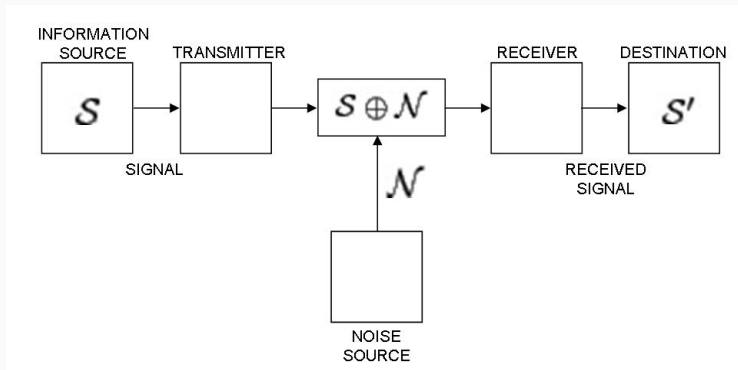 INFORMATION
SOURCE
TRANSMITTER
RECEIVER
DESTINATION
S
S ⊕ N
S'
SIGNAL
N
RECEIVED
SIGNAL
NOISE
SOURCE